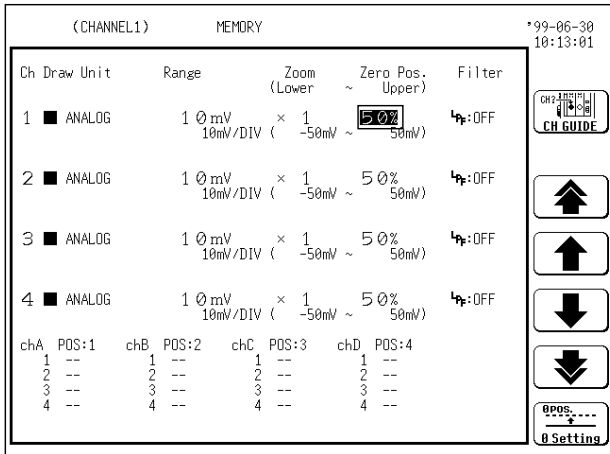 (CHANNEL1) MEMORY '99-06-30
10:13:01
Ch Draw Unit Range Zoom Zero Pos. Filter
(Lower ~ Upper)
1 ■ ANALOG 10mV × 1 50% LPF:OFF
10mV/DIV ( -50mV ~ 50mV)
2 ■ ANALOG 10mV × 1 50% LPF:OFF
10mV/DIV ( -50mV ~ 50mV)
3 ■ ANALOG 10mV × 1 50% LPF:OFF
10mV/DIV ( -50mV ~ 50mV)
4 ■ ANALOG 10mV × 1 50% LPF:OFF
10mV/DIV ( -50mV ~ 50mV)
chA POS:1 chB POS:2 chC POS:3 chD POS:4
1 -- 1 -- 1 -- 1 --
2 -- 2 -- 2 -- 2 --
3 -- 3 -- 3 -- 3 --
4 -- 4 -- 4 -- 4 --
CH?
CH GUIDE
0POS.
0 Setting